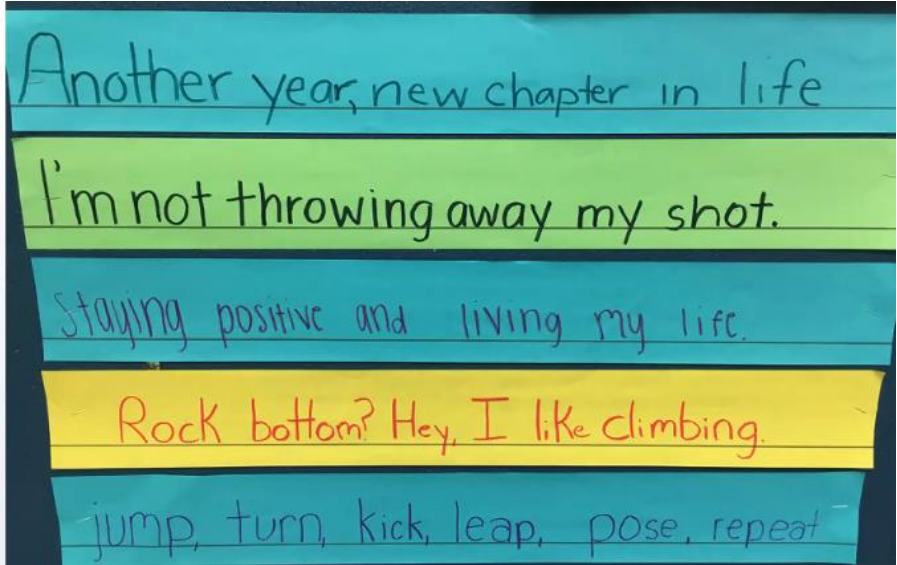 Another year, new chapter in life
I'm not throwing away my shot.
staying positive and living my life.
Rock bottom? Hey, I like climbing.
jump, turn, kick, leap, pose, repeat